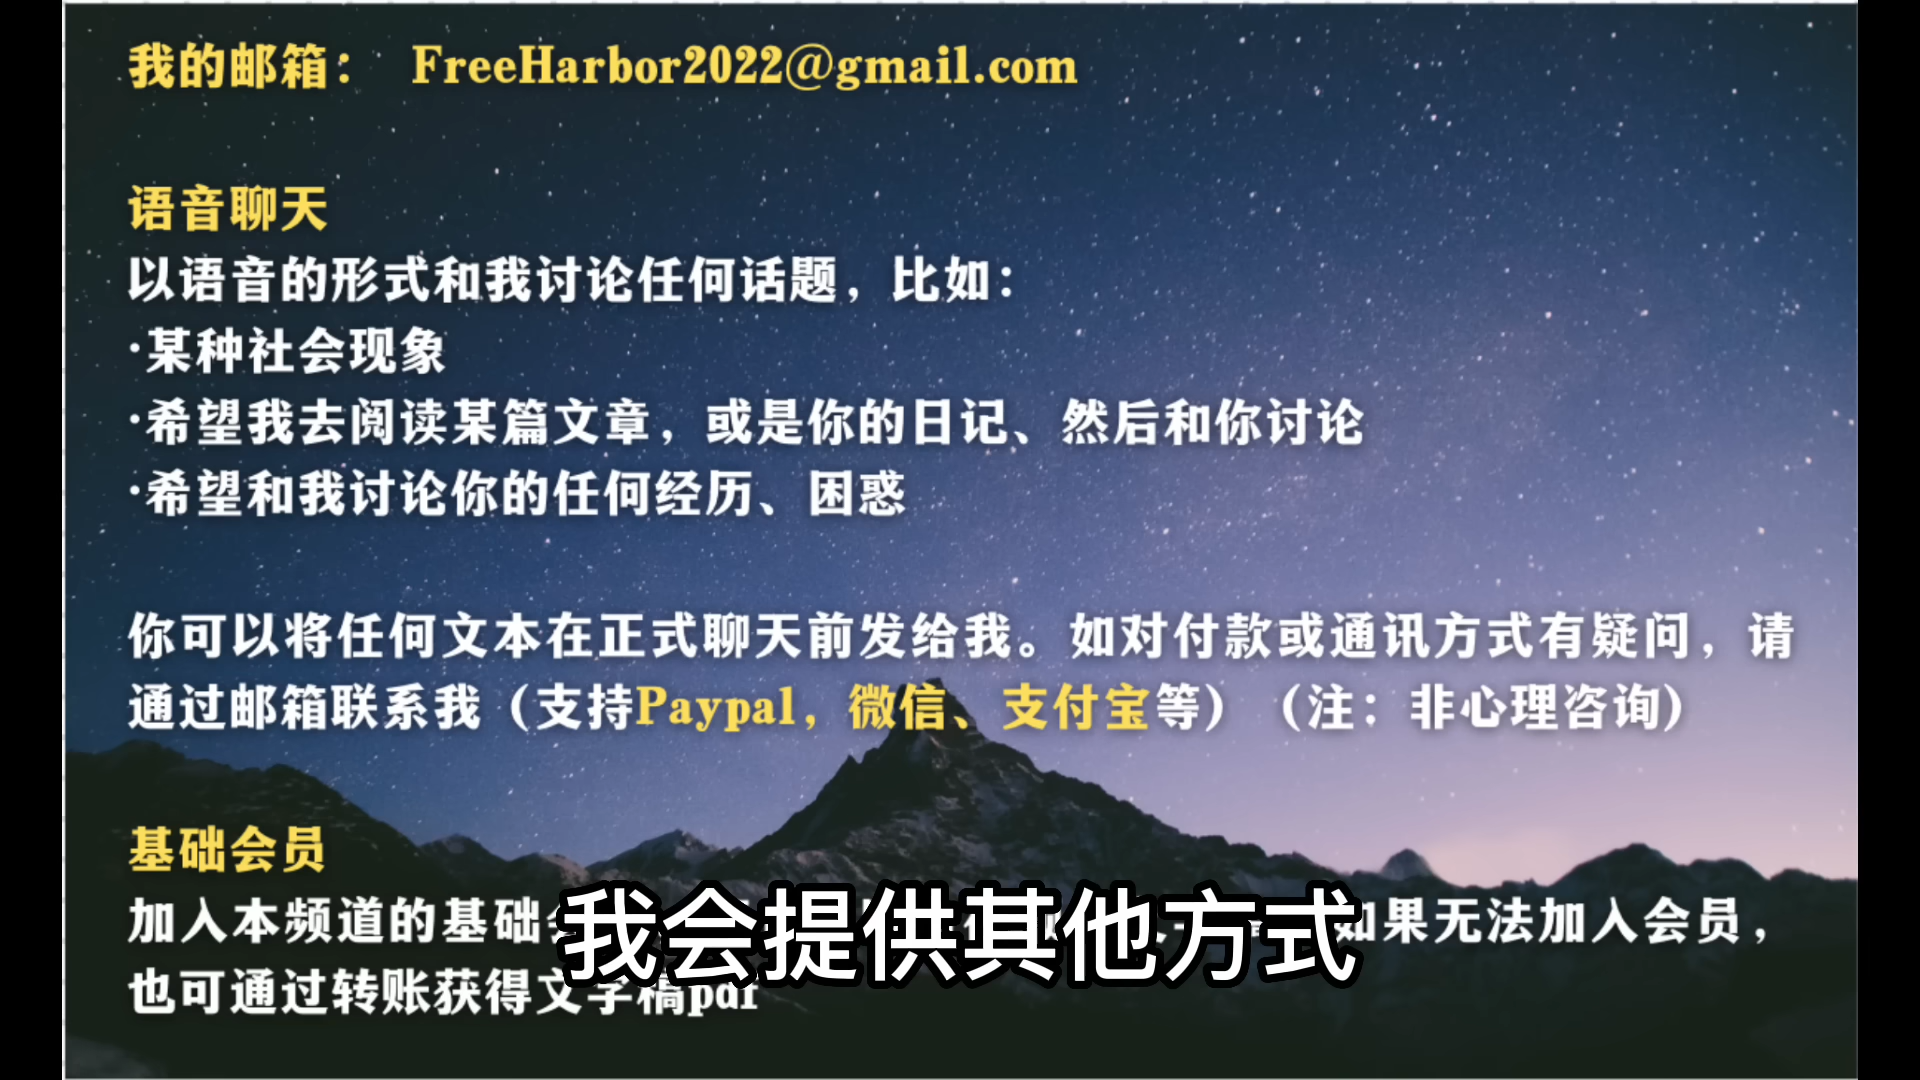 我的邮箱： FreeHarbor2022@gmail.com
语音聊天
以语音的形式和我讨论任何话题，比如：
·某种社会现象
·希望我去阅读某篇文章，或是你的日记、然后和你讨论
·希望和我讨论你的任何经历、困惑
你可以将任何文本在正式聊天前发给我。如对付款或通讯方式有疑问，请
通过邮箱联系我（支持Paypal，微信、支付宝等）（注：非心理咨询）
基础会员
加入本频道的基础 如果无法加入会员，
我会提供其他方式
也可通过转账获得文字稿pdf